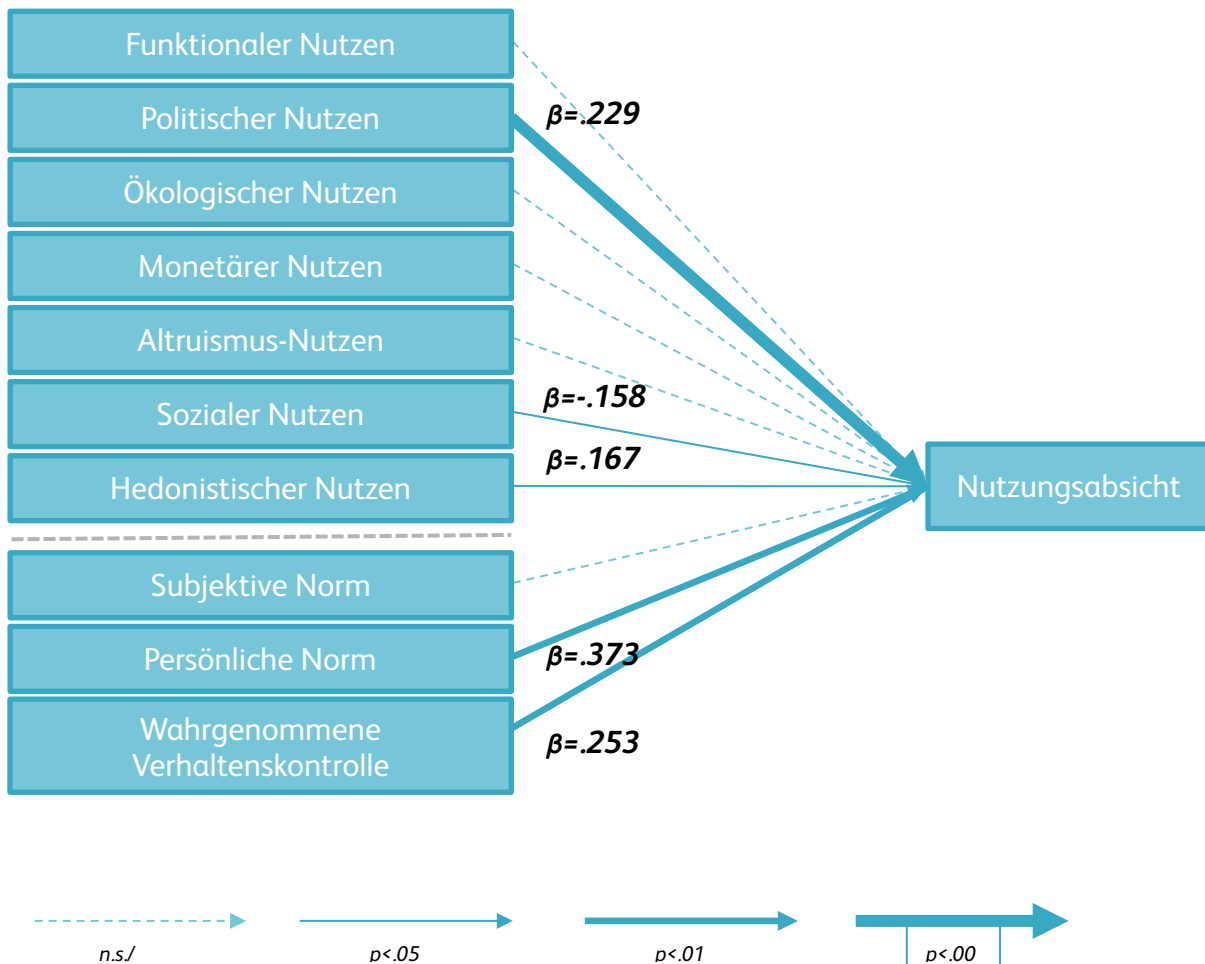 Funktionaler Nutzen
Politischer Nutzen
β=.229
Ökologischer Nutzen
Monetärer Nutzen
Altruismus-Nutzen
Sozialer Nutzen
β=-.158
Hedonistischer Nutzen
β=.167
Nutzungsabsicht
Subjektive Norm
Persönliche Norm
β=.373
Wahrgenommene
Verhaltenskontrolle
β=.253
n.s./
p<.05
p<.01
p<.00